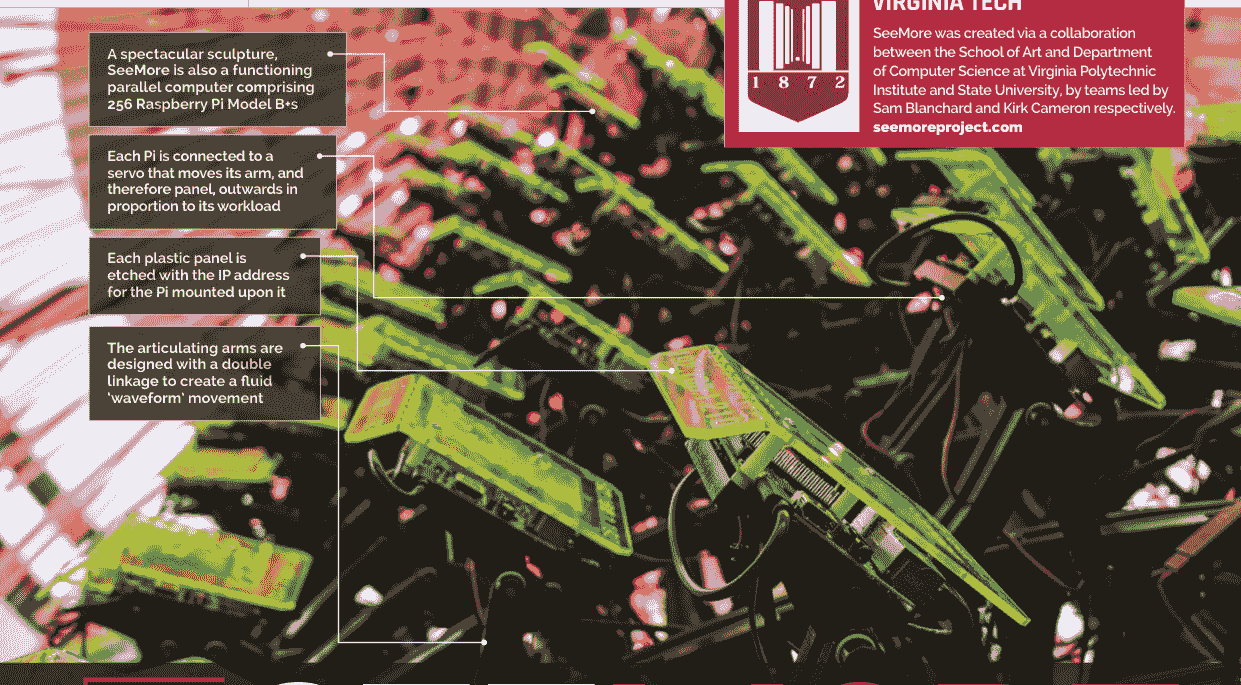 VIRGINIA TECH
SeeMore was created via a collaboration
between the School of Art and Department
of Computer Science at Virginia Polytechnic
Institute and State University, by teams led by
Sam Blanchard and Kirk Cameron respectively.
seemoreproject.com
1 8 7 2
A spectacular sculpture,
SeeMore is also a functioning
parallel computer comprising
256 Raspberry Pi Model B+s
Each Pi is connected to a
servo that moves its arm, and
therefore panel, outwards in
proportion to its workload
Each plastic panel is
etched with the IP address
for the Pi mounted upon it
The articulating arms are
designed with a double
linkage to create a fluid
‘waveform’ movement